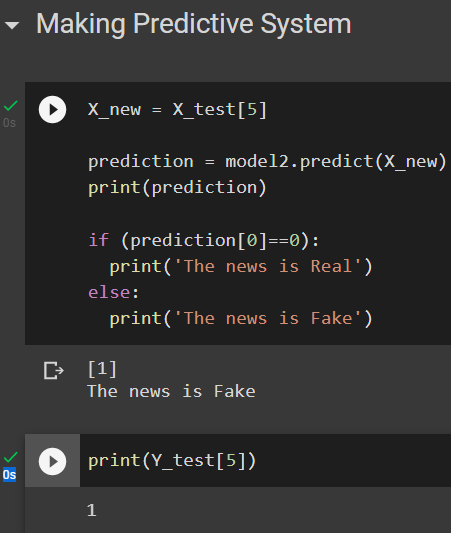 Making Predictive System
0s
X_new = X_test[5]
prediction = model2.predict(X_new)
print(prediction)
if (prediction[0]==0):
  print('The news is Real')
else:
  print('The news is Fake')
[1]
The news is Fake
0s
print(Y_test[5])
1